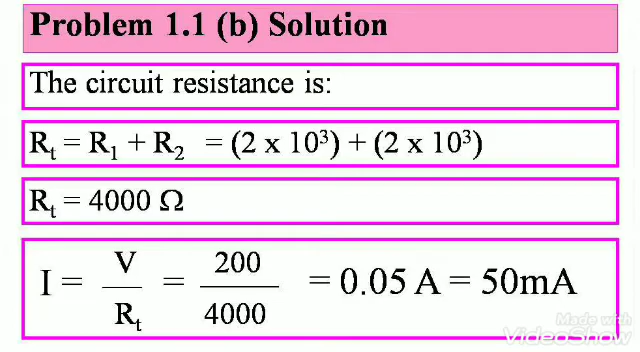 Problem 1.1 (b) Solution
The circuit resistance is:
Rₜ = R₁ + R₂ = (2 x 10³) + (2 x 10³)
Rₜ = 4000 Ω
I = V / Rₜ = 200 / 4000 = 0.05 A = 50mA
Made with
VideoShow